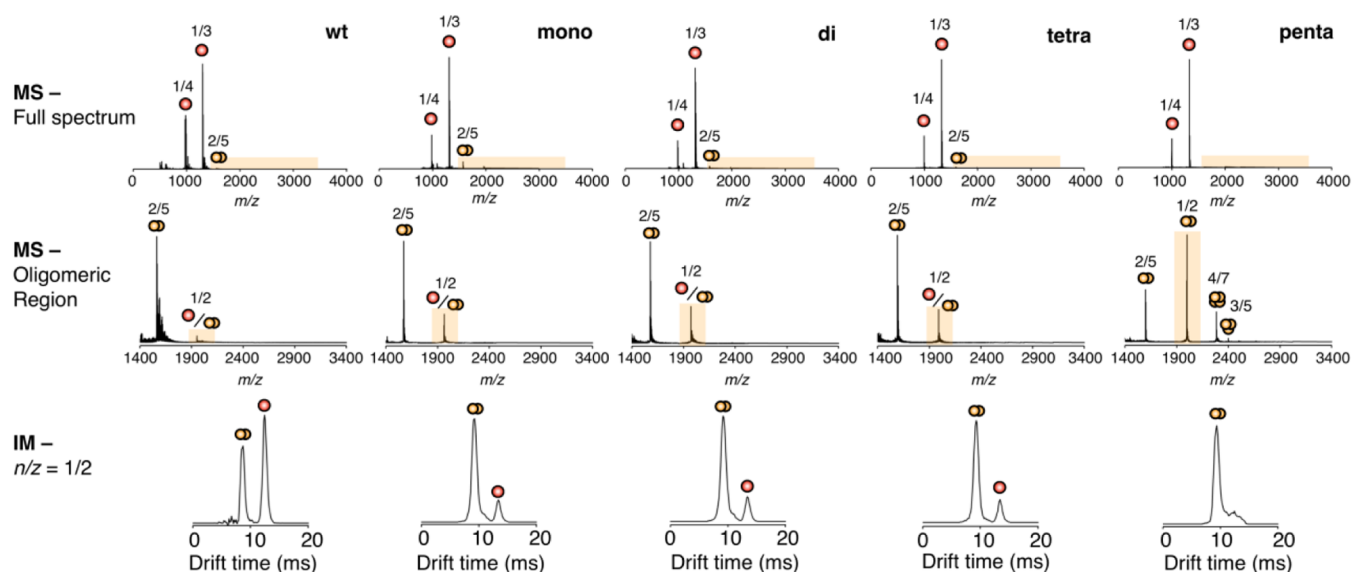 wt mono di tetra penta
MS –
Full spectrum
1/3 1/3 1/3 1/3 1/3
1/4 1/4 1/4 1/4 1/4
2/5 2/5 2/5 2/5
0 1000 2000 3000 4000 0 1000 2000 3000 4000 0 1000 2000 3000 4000 0 1000 2000 3000 4000 0 1000 2000 3000 4000
m/z m/z m/z m/z m/z
MS –
Oligomeric
Region
2/5 2/5 2/5 2/5 1/2
1/2 1/2 1/2 1/2 2/5 4/7
3/5
1400 1900 2400 2900 3400 1400 1900 2400 2900 3400 1400 1900 2400 2900 3400 1400 1900 2400 2900 3400 1400 1900 2400 2900 3400
m/z m/z m/z m/z m/z
IM –
n/z = 1/2
0 10 20 0 10 20 0 10 20 0 10 20 0 10 20
Drift time (ms) Drift time (ms) Drift time (ms) Drift time (ms) Drift time (ms)